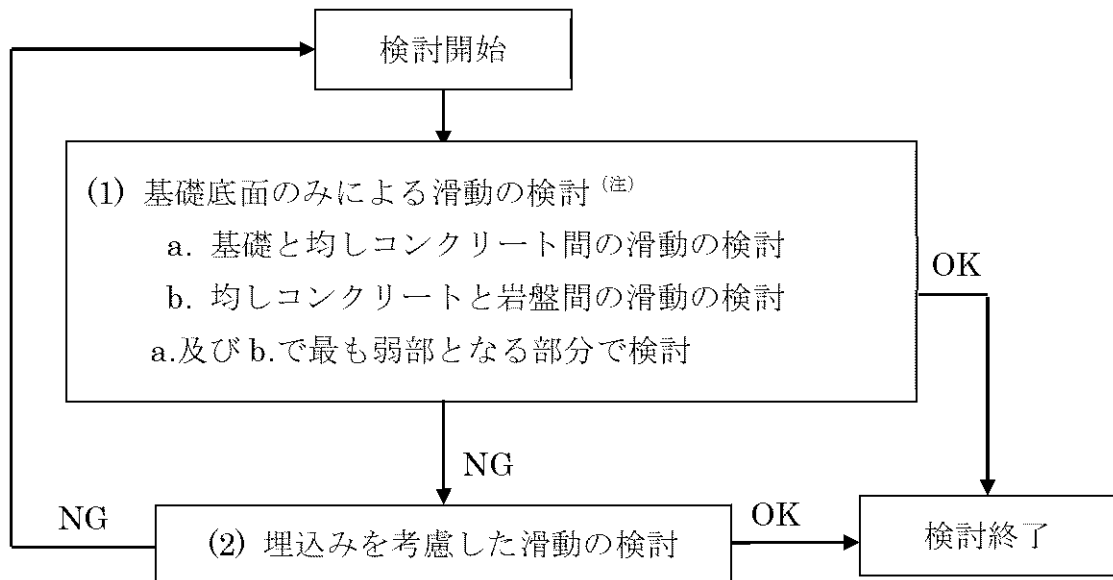 検討開始
(1) 基礎底面のみによる滑動の検討 (注)
a. 基礎と均しコンクリート間の滑動の検討
b. 均しコンクリートと岩盤間の滑動の検討
a.及びb.で最も弱部となる部分で検討
OK
NG
NG
(2) 埋込みを考慮した滑動の検討
OK
検討終了